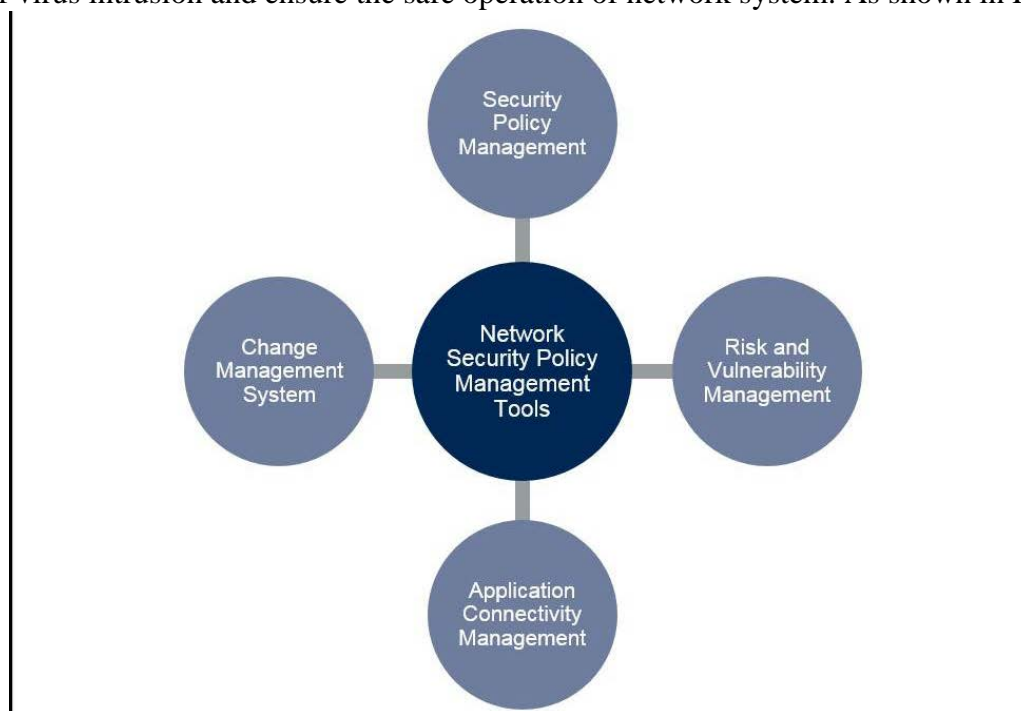 virus intrusion and ensure the safe operation of network system. As shown in
Security
Policy
Management
Change
Management
System
Network
Security Policy
Management
Tools
Risk and
Vulnerability
Management
Application
Connectivity
Management